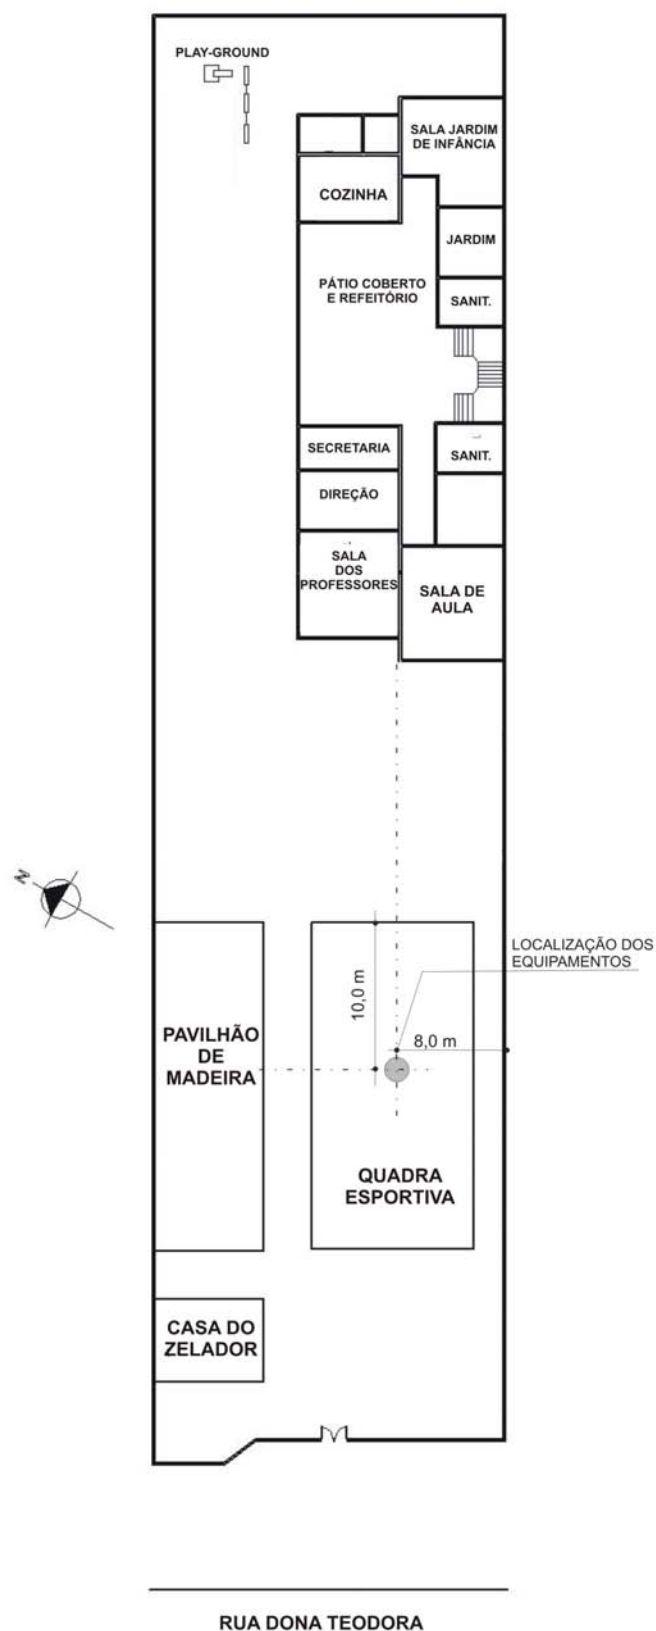 PLAY-GROUND
SALA JARDIM
DE INFÂNCIA
COZINHA
JARDIM
PÁTIO COBERTO
E REFEITÓRIO
SANIT.
SECRETARIA
SANIT.
DIREÇÃO
SALA
DOS
PROFESSORES
SALA DE
AULA
N
LOCALIZAÇÃO DOS
EQUIPAMENTOS
10,0 m
8,0 m
PAVILHÃO
DE
MADEIRA
QUADRA
ESPORTIVA
CASA DO
ZELADOR
RUA DONA TEODORA